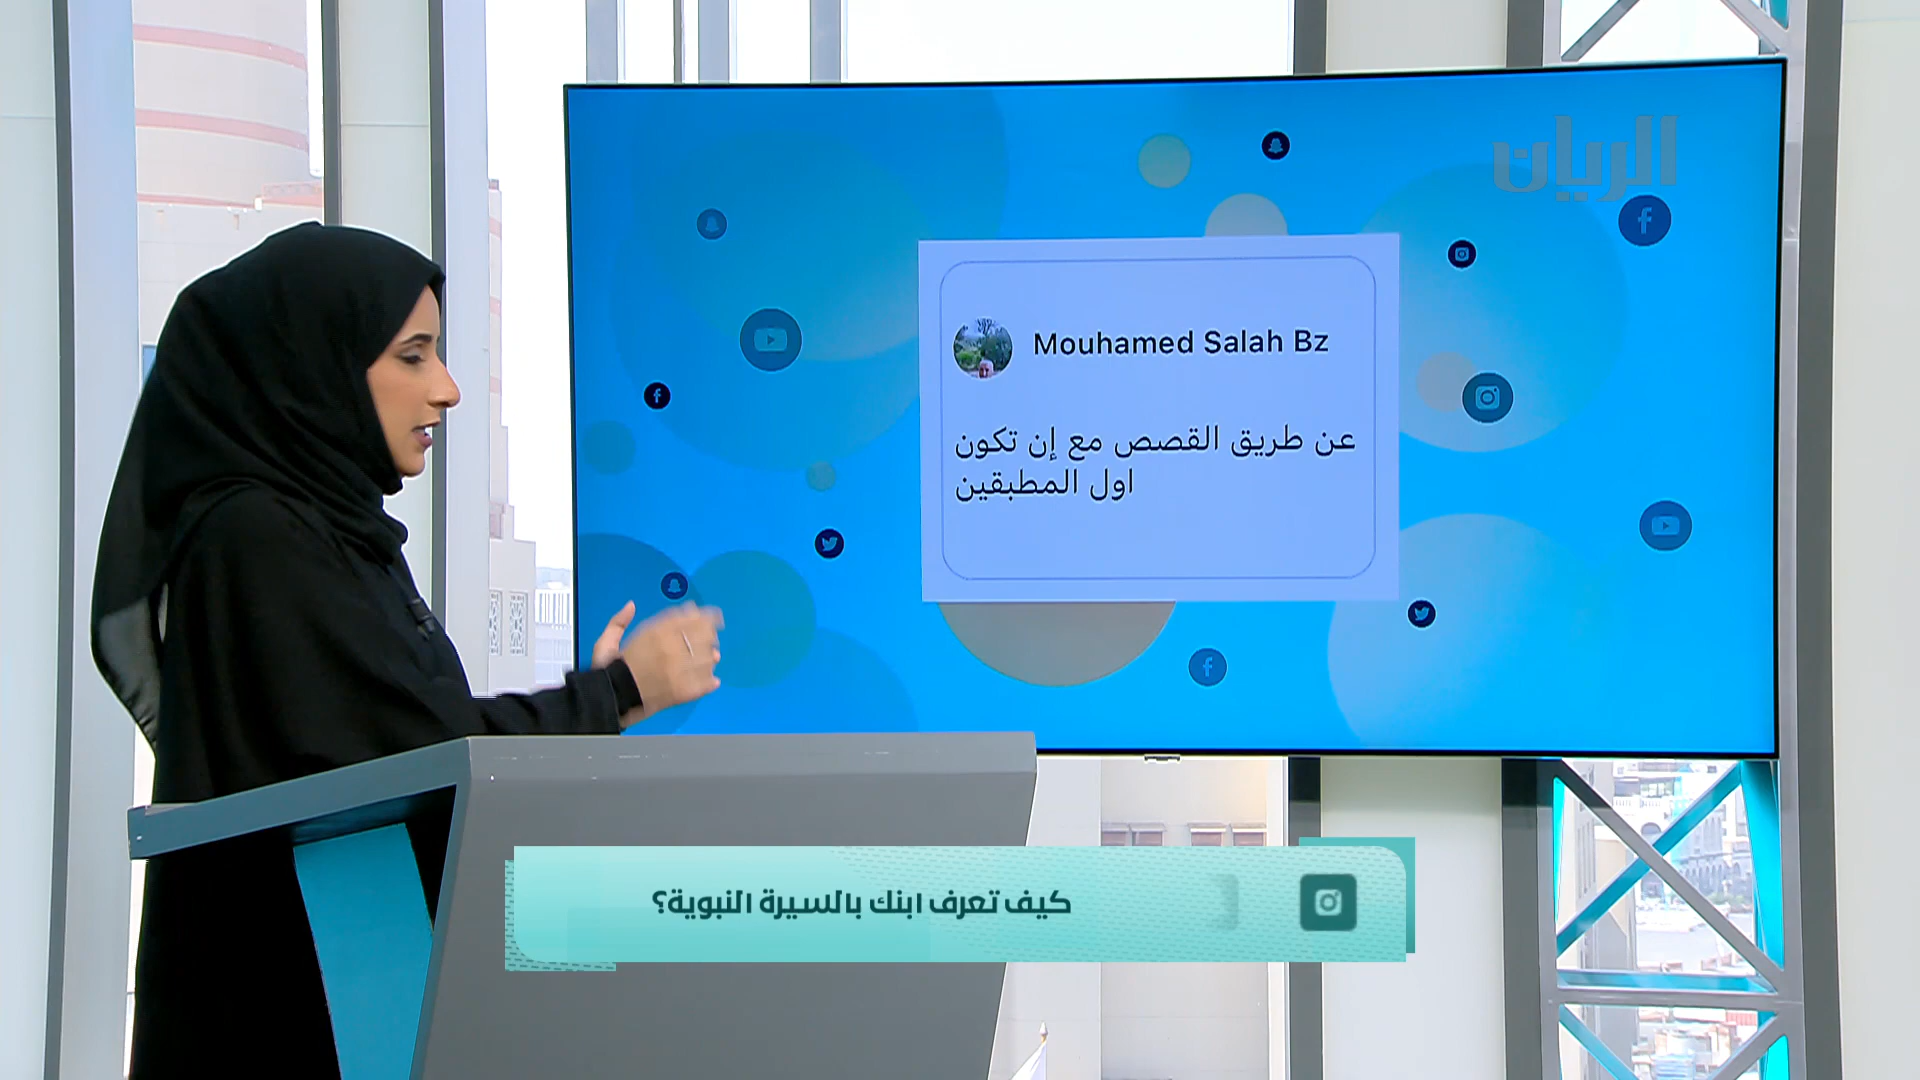 الريان
Mouhamed Salah Bz
عن طريق القصص مع إن تكون
اول المطبقين
كيف تعرف ابنك بالسيرة النبوية؟